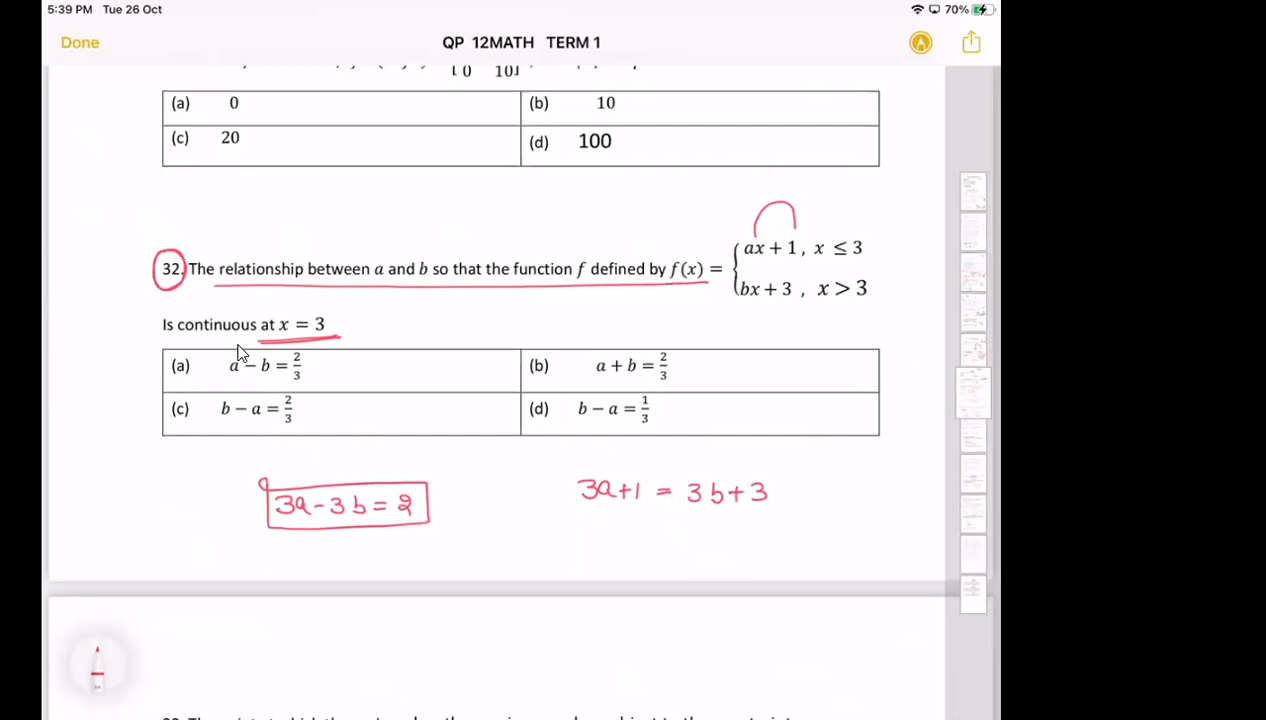 5:39 PM Tue 26 Oct
70%
Done
QP 12MATH TERM 1
0 10
(a) 0
(b) 10
(c) 20
(d) 100
32. The relationship between a and b so that the function f defined by f(x) = { ax + 1, x ≤ 3
bx + 3 , x > 3
Is continuous at x = 3
(a) a − b = 2/3
(b) a + b = 2/3
(c) b − a = 2/3
(d) b − a = 1/3
3a − 3b = 2
3a+1 = 3b+3